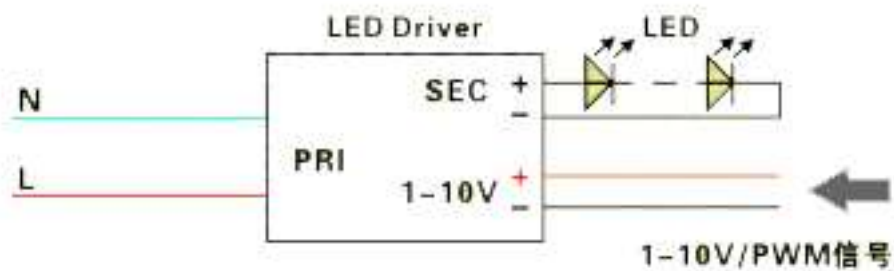 LED Driver
LED
N
SEC +
−
L
PRI
1-10V +
−
1-10V/PWM信号